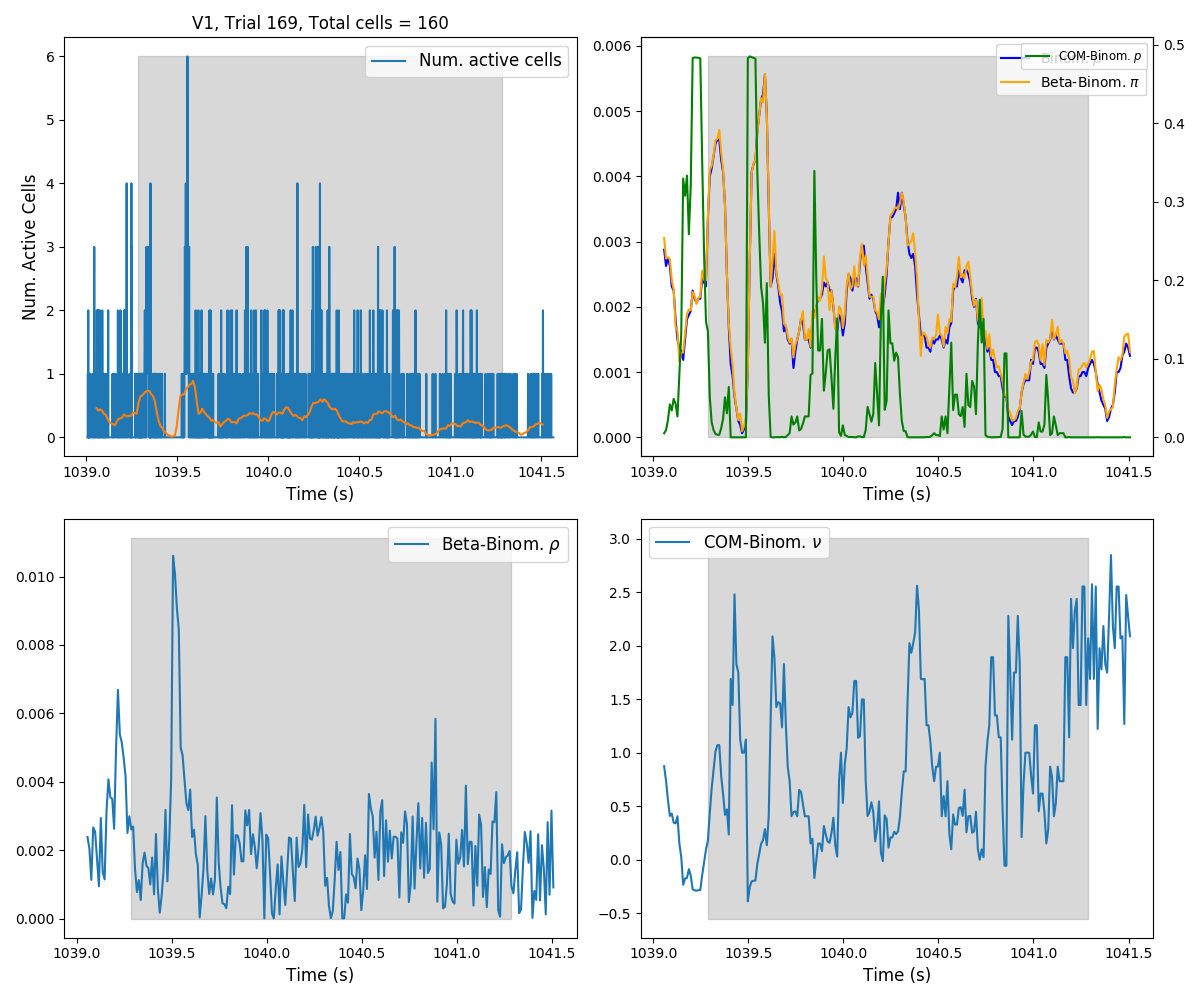 V1, Trial 169, Total cells = 160
Num. active cells
Num. Active Cells
6
5
4
3
2
1
0
1039.0 1039.5 1040.0 1040.5 1041.0 1041.5
Time (s)
COM-Binom. p
Beta-Binom. π
0.006
0.005
0.004
0.003
0.002
0.001
0.000
0.5
0.4
0.3
0.2
0.1
0.0
1039.0 1039.5 1040.0 1040.5 1041.0 1041.5
Time (s)
Beta-Binom. ρ
0.010
0.008
0.006
0.004
0.002
0.000
1039.0 1039.5 1040.0 1040.5 1041.0 1041.5
Time (s)
COM-Binom. ν
3.0
2.5
2.0
1.5
1.0
0.5
0.0
−0.5
1039.0 1039.5 1040.0 1040.5 1041.0 1041.5
Time (s)